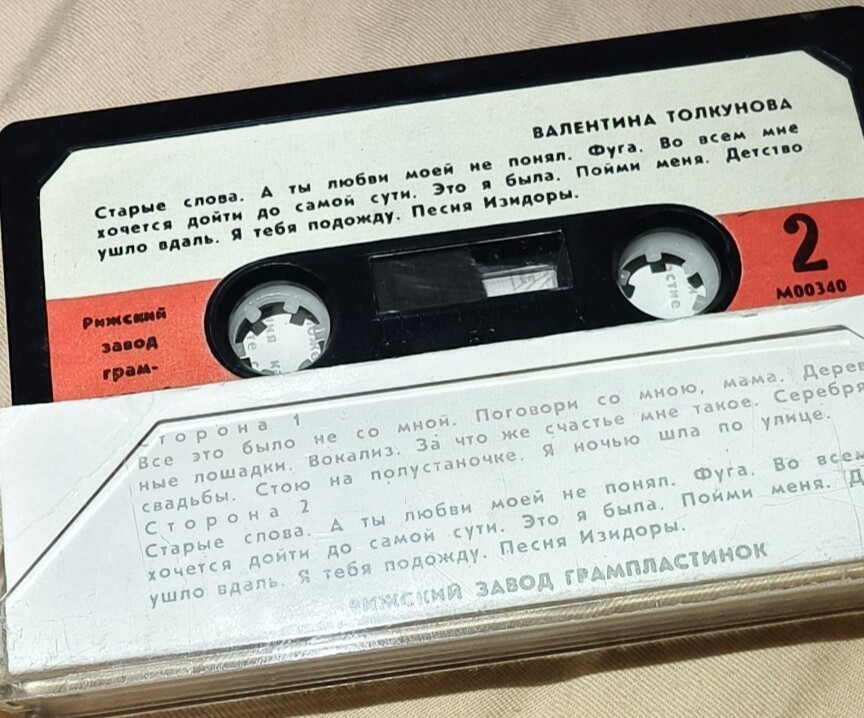 ВАЛЕНТИНА ТОЛКУНОВА
Старые слова. А ты любви моей не понял. Фуга. Во всем мне
хочется дойти до самой сути. Это я была. Пойми меня. Детство
ушло вдаль. Я тебя подожду. Песня Изидоры.
2
М00340
Рижский
завод
грам-
Сторона 1
Все это было не со мной. Поговори со мною, мама. Дерев
ные лошадки. Вокализ. За что же счастье мне такое. Серебря
свадьбы. Стою на полустаночке. Я ночью шла по улице.
Сторона 2
Старые слова. А ты любви моей не понял. Фуга. Во всем
хочется дойти до самой сути. Это я была. Пойми меня. Д
ушло вдаль. Я тебя подожду. Песня Изидоры.
РИЖСКИЙ ЗАВОД ГРАМПЛАСТИНОК